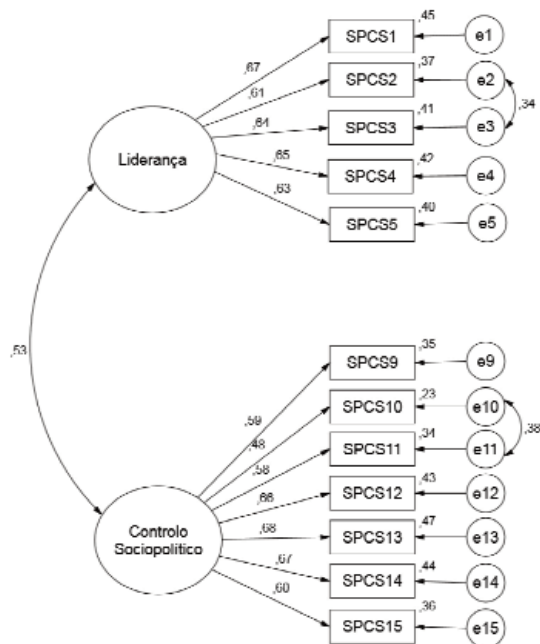 ,45
SPCS1
e1
,67
,37
SPCS2
e2
,61
,34
,41
SPCS3
e3
,64
Liderança
,42
SPCS4
e4
,65
,40
SPCS5
e5
,63
,53
,35
SPCS9
e9
,59
,23
SPCS10
e10
,48
,38
,34
SPCS11
e11
,58
,43
SPCS12
e12
,66
Controlo
Sociopolítico
,47
SPCS13
e13
,68
,44
SPCS14
e14
,67
,36
SPCS15
e15
,60